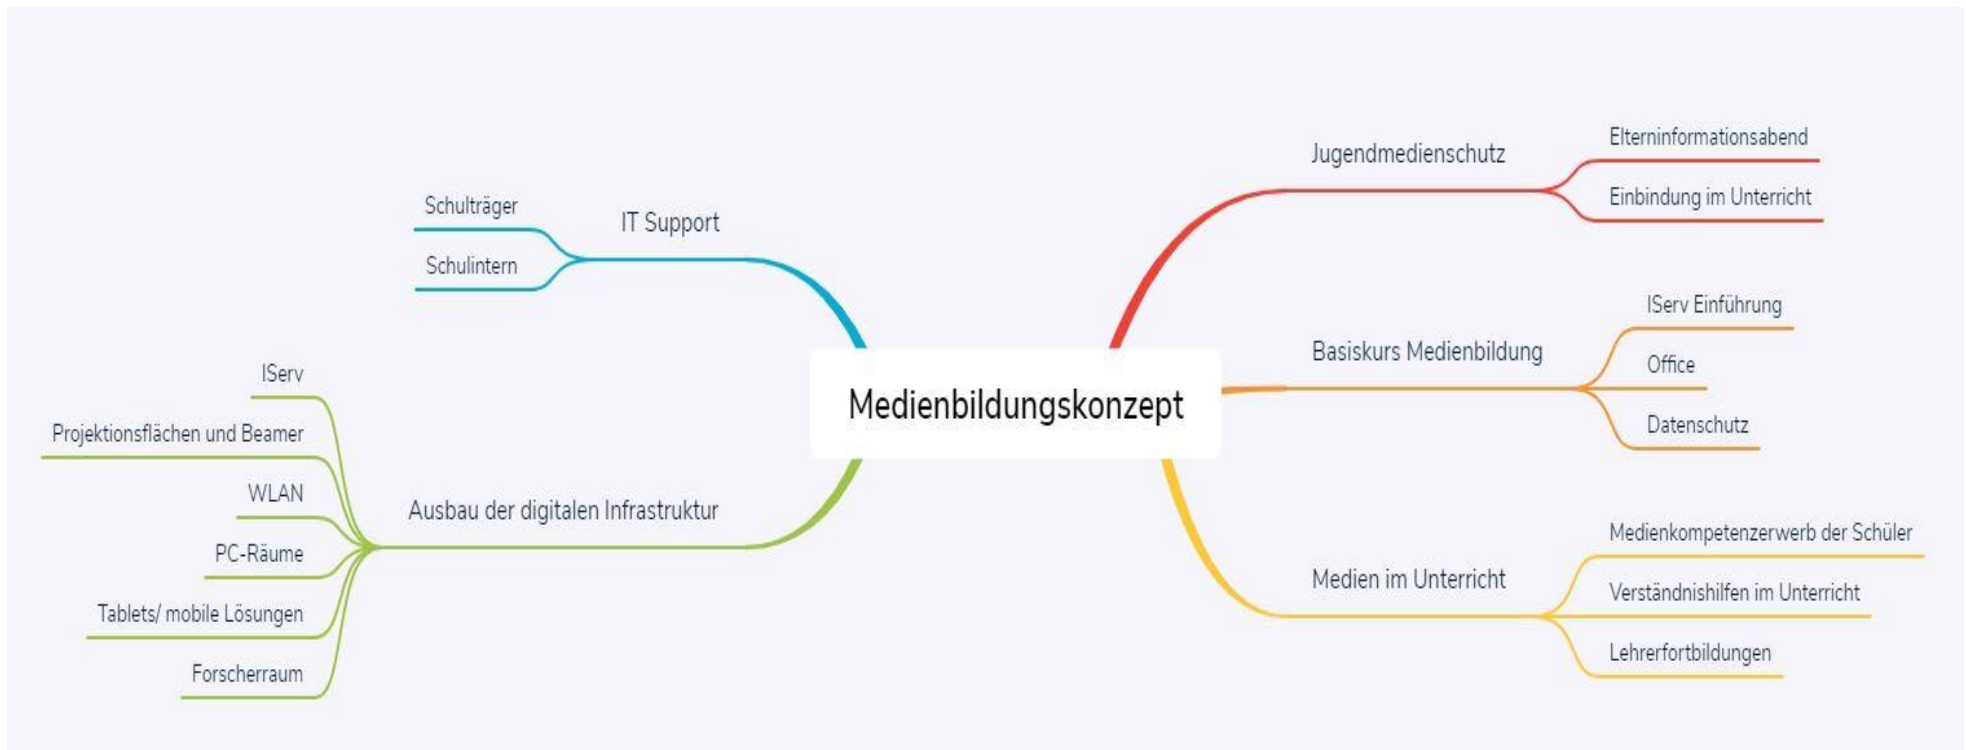 Medienbildungskonzept
IT Support
Schulträger
Schulintern
Ausbau der digitalen Infrastruktur
IServ
Projektionsflächen und Beamer
WLAN
PC-Räume
Tablets/ mobile Lösungen
Forscherraum
Jugendmedienschutz
Elterninformationsabend
Einbindung im Unterricht
Basiskurs Medienbildung
IServ Einführung
Office
Datenschutz
Medien im Unterricht
Medienkompetenzerwerb der Schüler
Verständnishilfen im Unterricht
Lehrerfortbildungen